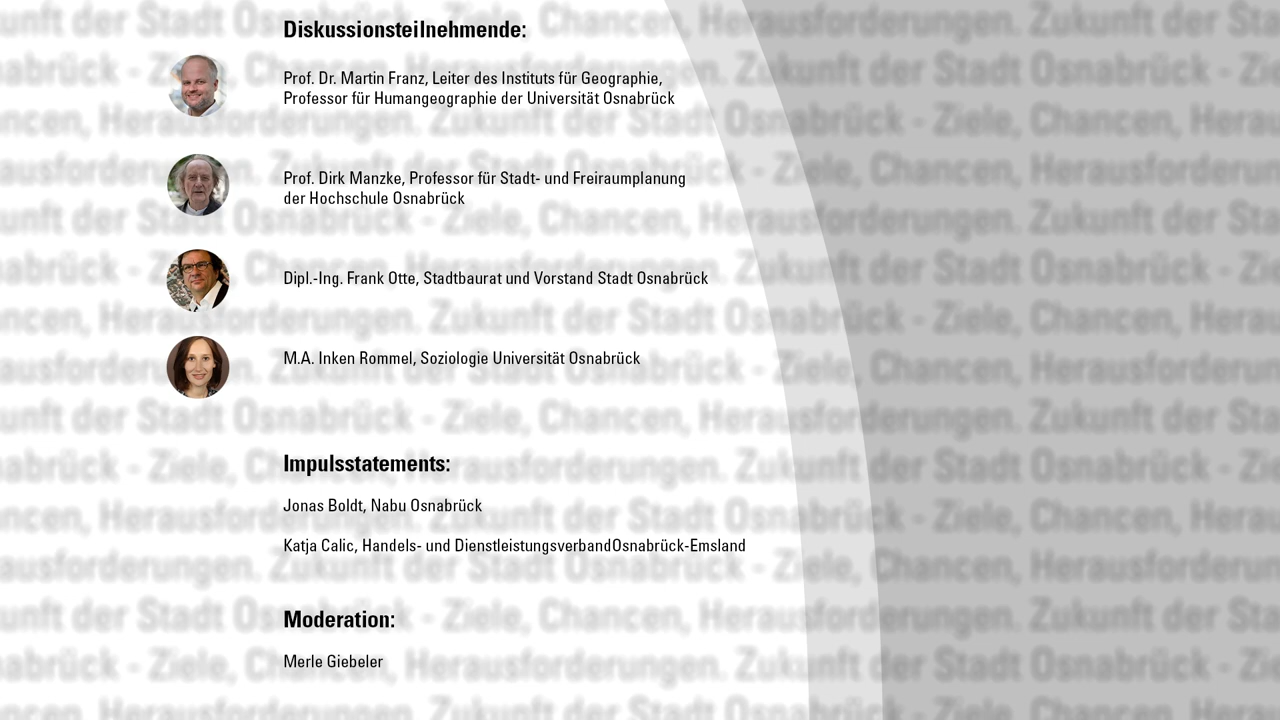 Diskussionsteilnehmende:
Prof. Dr. Martin Franz, Leiter des Instituts für Geographie,
Professor für Humangeographie der Universität Osnabrück
Prof. Dirk Manzke, Professor für Stadt- und Freiraumplanung
der Hochschule Osnabrück
Dipl.-Ing. Frank Otte, Stadtbaurat und Vorstand Stadt Osnabrück
M.A. Inken Rommel, Soziologie Universität Osnabrück
Impulsstatements:
Jonas Boldt, Nabu Osnabrück
Katja Calic, Handels- und DienstleistungsverbandOsnabrück-Emsland
Moderation:
Merle Giebeler